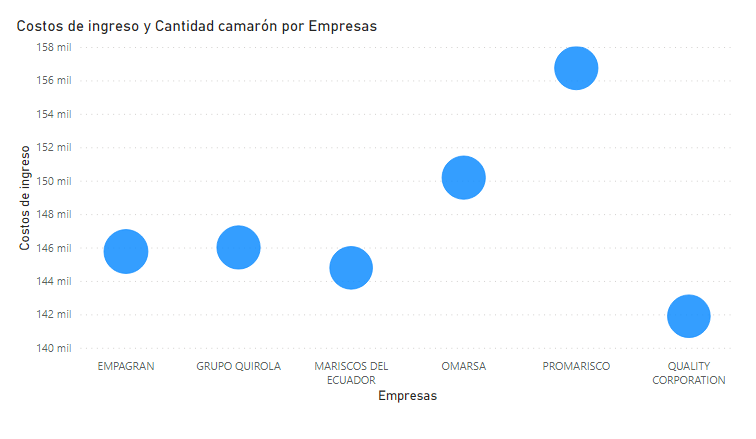 Costos de ingreso y Cantidad camarón por Empresas
158 mil
156 mil
154 mil
152 mil
150 mil
148 mil
146 mil
144 mil
142 mil
140 mil
Costos de ingreso
EMPAGRAN
GRUPO QUIROLA
MARISCOS DEL
ECUADOR
OMARSA
PROMARISCO
QUALITY
CORPORATION
Empresas